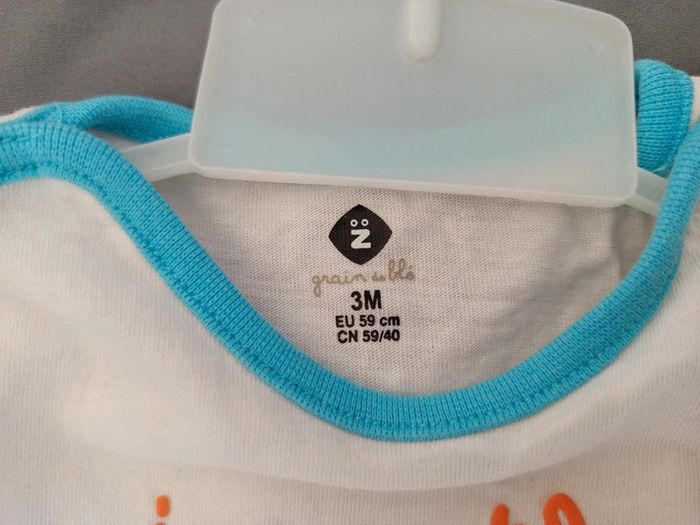 z
grain de blé
3M
EU 59 cm
CN 59/40